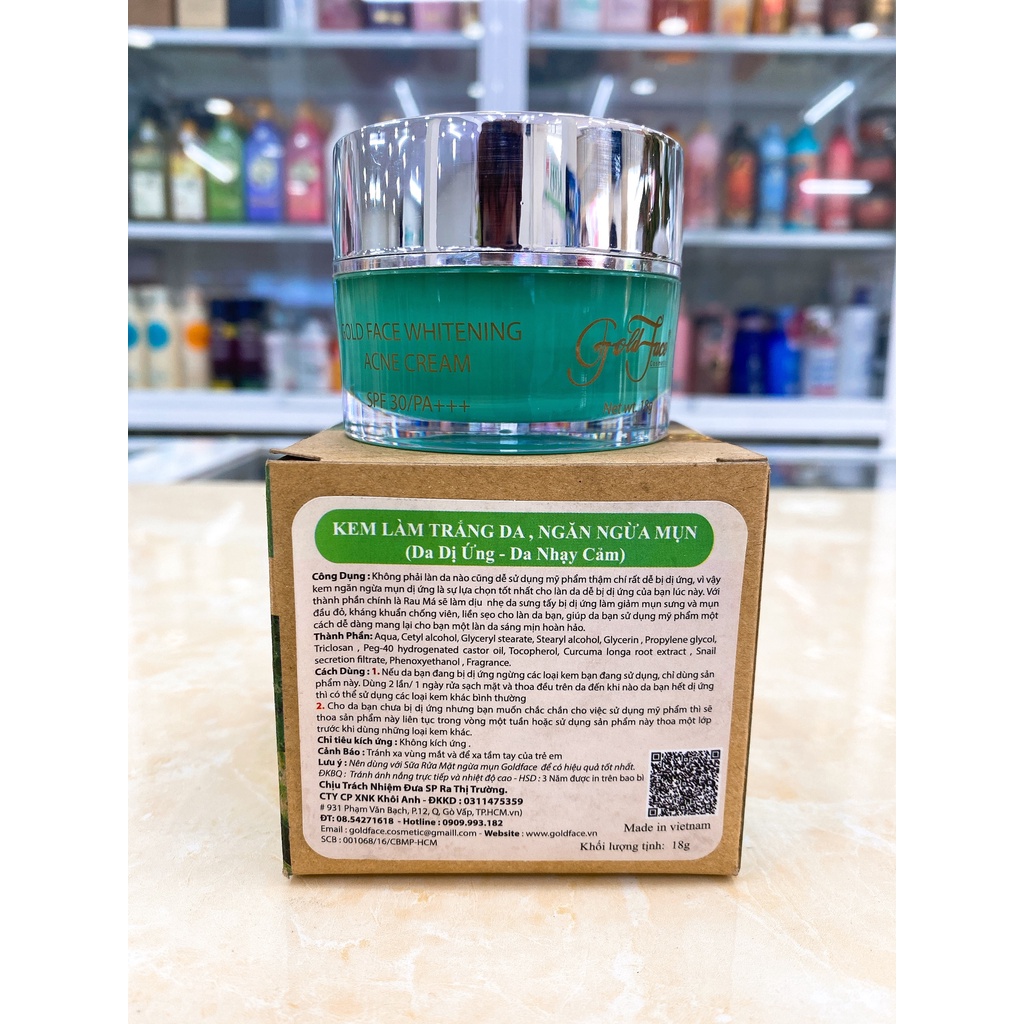 GOLD FACE WHITENING
ACNE CREAM
SPF 30/PA+++
GoldFace
Net wt. 18g
KEM LÀM TRẮNG DA , NGĂN NGỪA MỤN
(Da Dị Ứng - Da Nhạy Cảm)
Công Dụng : Không phải làn da nào cũng dễ sử dụng mỹ phẩm thậm chí rất dễ bị dị ứng, vì vậy
kem ngăn ngừa mụn dị ứng là sự lựa chọn tốt nhất cho làn da dễ bị dị ứng của bạn lúc này. Với
thành phần chính là Rau Má sẽ làm dịu nhẹ da sưng tấy bị dị ứng làm giảm mụn sưng và mụn
đầu đỏ, kháng khuẩn chống viên, liền sẹo cho làn da bạn, giúp da bạn sử dụng mỹ phẩm một
cách dễ dàng mang lại cho bạn một làn da sáng mịn hoàn hảo.
Thành Phần: Aqua, Cetyl alcohol, Glyceryl stearate, Stearyl alcohol, Glycerin , Propylene glycol,
Triclosan , Peg-40 hydrogenated castor oil, Tocopherol, Curcuma longa root extract , Snail
secretion filtrate, Phenoxyethanol , Fragrance.
Cách Dùng : 1. Nếu da bạn đang bị dị ứng ngừng các loại kem bạn đang sử dụng, chỉ dùng sản
phẩm này. Dùng 2 lần/ 1 ngày rửa sạch mặt và thoa đều trên da đến khi nào da bạn hết dị ứng
thì có thể sử dụng các loại kem khác bình thường
2. Cho da bạn chưa bị dị ứng nhưng bạn muốn chắc chắn cho việc sử dụng mỹ phẩm thì sẽ
thoa sản phẩm này liên tục trong vòng một tuần hoặc sử dụng sản phẩm này thoa một lớp
trước khi dùng những loại kem khác.
Chỉ tiêu kích ứng : Không kích ứng .
Cảnh Báo : Tránh xa vùng mắt và để xa tầm tay của trẻ em
Lưu ý : Nên dùng với Sữa Rửa Mặt ngừa mụn Goldface để có hiệu quả tốt nhất.
ĐKBQ : Tránh ánh nắng trực tiếp và nhiệt độ cao - HSD : 3 Năm được in trên bao bì
Chịu Trách Nhiệm Đưa SP Ra Thị Trường.
CTY CP XNK Khôi Anh - ĐKKD : 0311475359
# 931 Phạm Văn Bạch, P.12, Q, Gò Vấp, TP.HCM.vn)
ĐT: 08.54271618 - Hotline : 0909.993.182
Email : goldface.cosmetic@gmaill.com - Website : www.goldface.vn
SCB : 001068/16/CBMP-HCM
Made in vietnam
Khối lượng tịnh: 18g